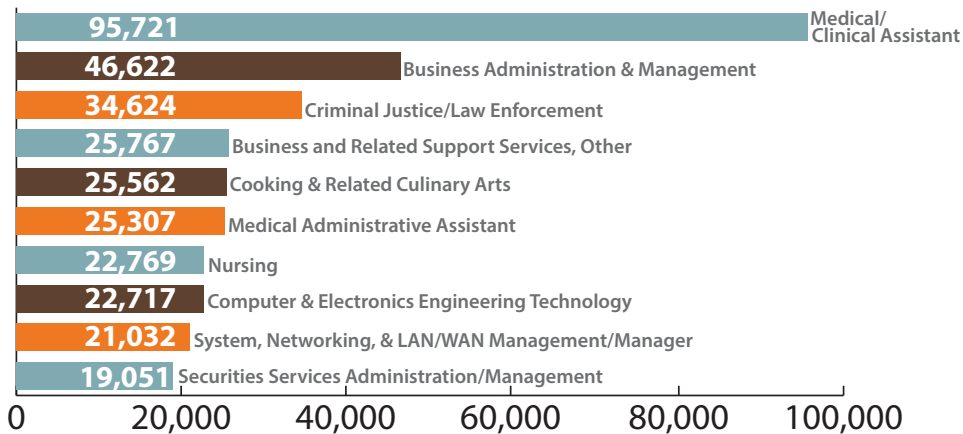 95,721 Medical/
Clinical Assistant
46,622 Business Administration & Management
34,624 Criminal Justice/Law Enforcement
25,767 Business and Related Support Services, Other
25,562 Cooking & Related Culinary Arts
25,307 Medical Administrative Assistant
22,769 Nursing
22,717 Computer & Electronics Engineering Technology
21,032 System, Networking, & LAN/WAN Management/Manager
19,051 Securities Services Administration/Management
0 20,000 40,000 60,000 80,000 100,000